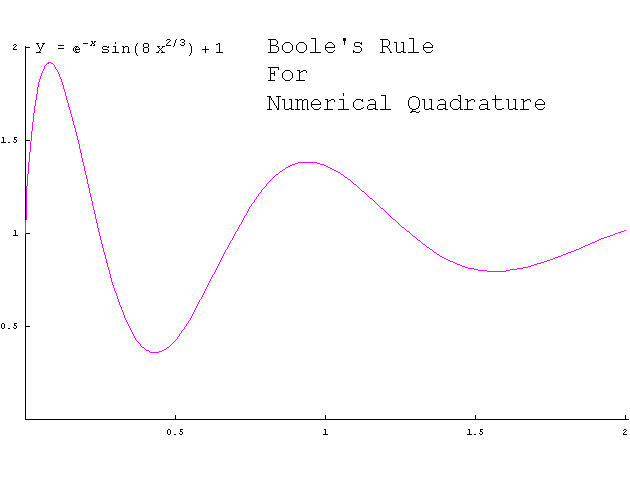 y = e^-x sin(8 x^2/3) + 1
Boole's Rule
For
Numerical Quadrature
2
1.5
1
0.5
0.5 1 1.5 2